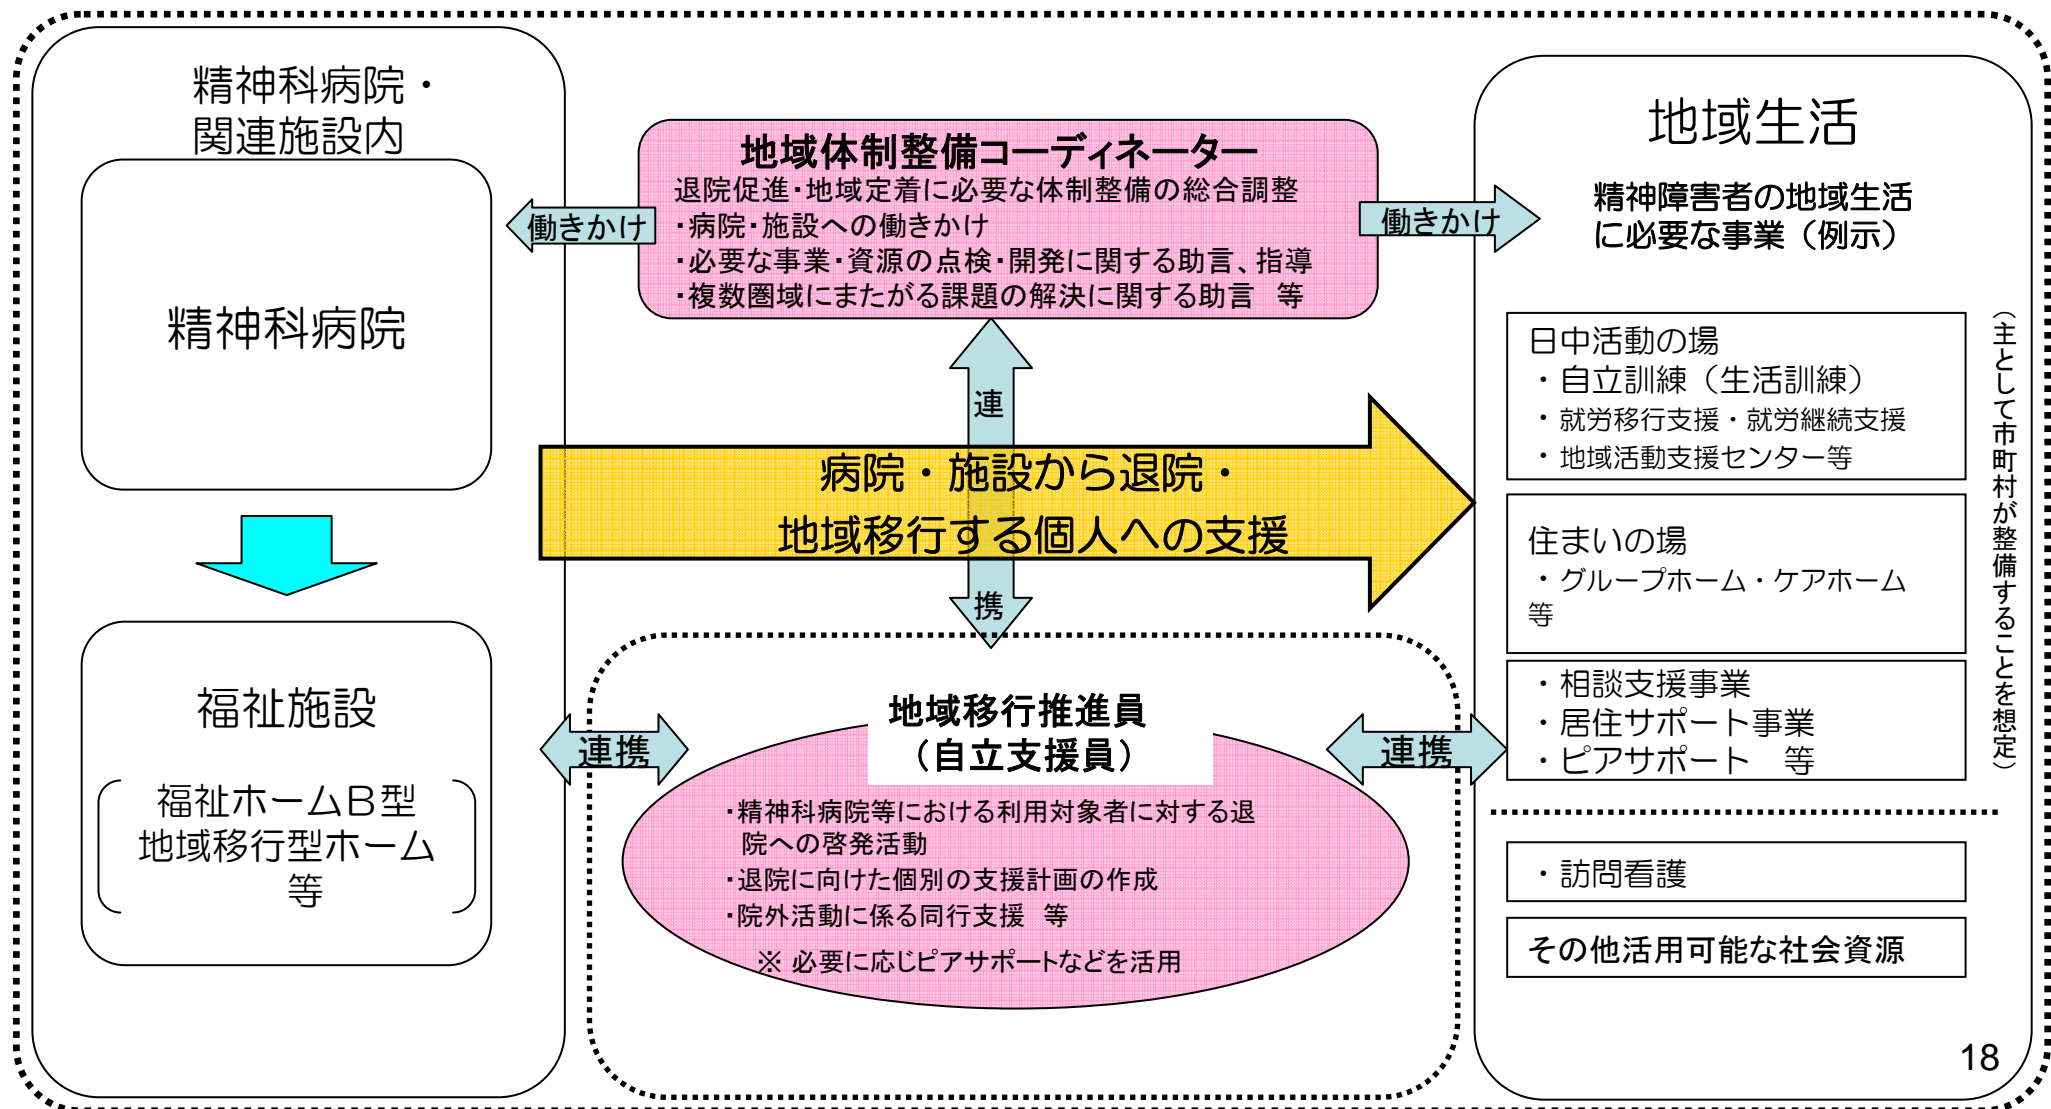 精神科病院・
関連施設内
精神科病院
福祉施設
福祉ホームB型
地域移行型ホーム
等
地域体制整備コーディネーター
退院促進・地域定着に必要な体制整備の総合調整
・病院・施設への働きかけ
・必要な事業・資源の点検・開発に関する助言、指導
・複数圏域にまたがる課題の解決に関する助言 等
働きかけ
働きかけ
連
携
病院・施設から退院・
地域移行する個人への支援
地域移行推進員
（自立支援員）
連携
連携
・精神科病院等における利用対象者に対する退
院への啓発活動
・退院に向けた個別の支援計画の作成
・院外活動に係る同行支援 等
※ 必要に応じピアサポートなどを活用
地域生活
精神障害者の地域生活
に必要な事業（例示）
日中活動の場
・自立訓練（生活訓練）
・就労移行支援・就労継続支援
・地域活動支援センター等
住まいの場
・グループホーム・ケアホーム
等
・相談支援事業
・居住サポート事業
・ピアサポート 等
（主として市町村が整備することを想定）
・訪問看護
その他活用可能な社会資源
18